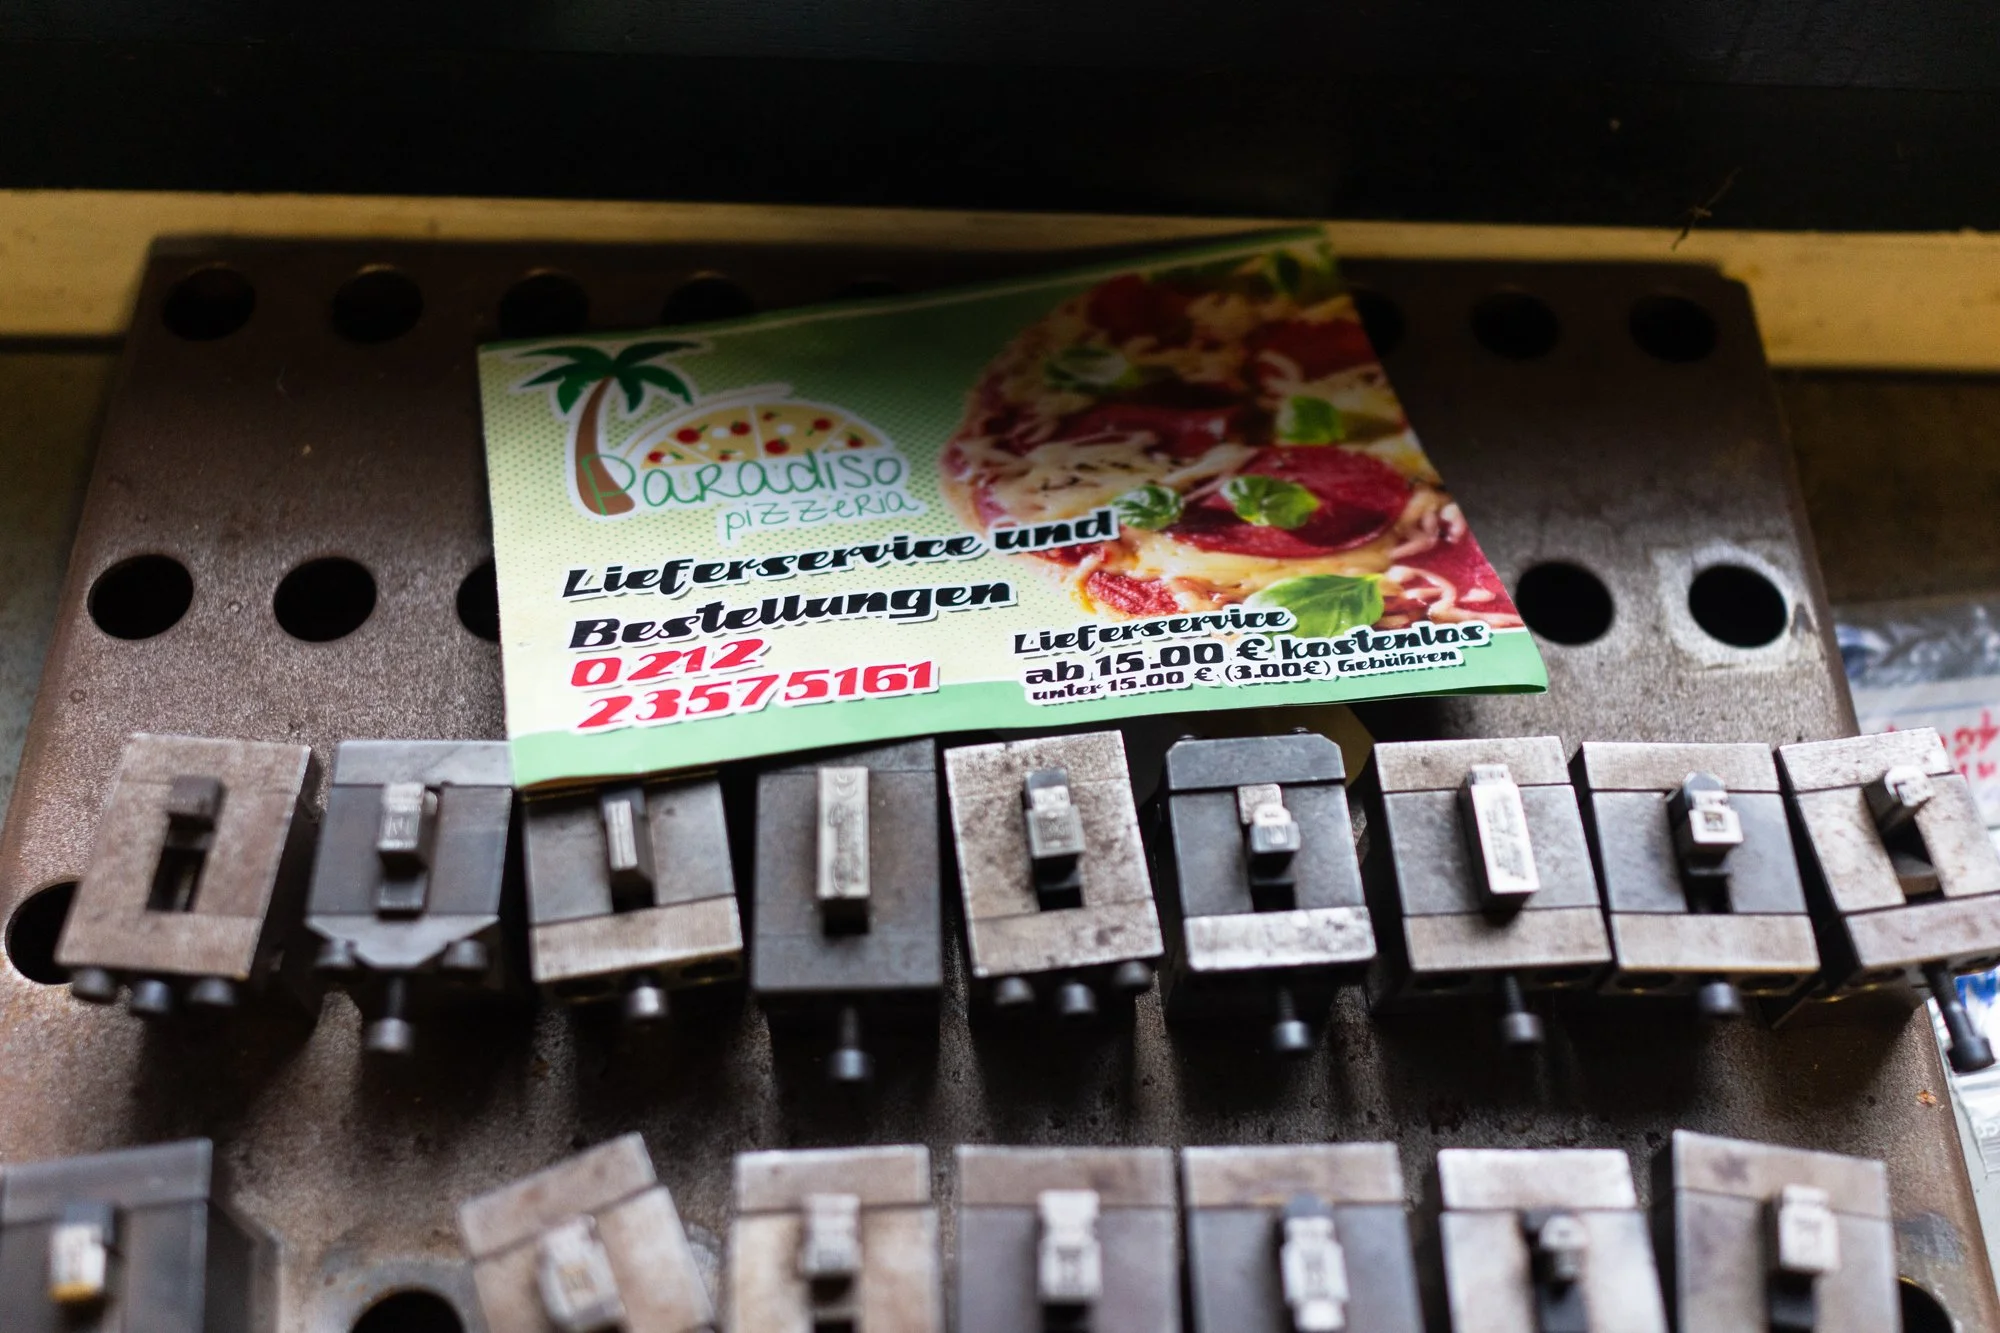 Paradiso
pizzeria
Lieferservice und
Bestellungen
0212
23575161
Lieferservice
ab 15.00 € kostenlos
unter 15.00 € (3.00€) Gebühren